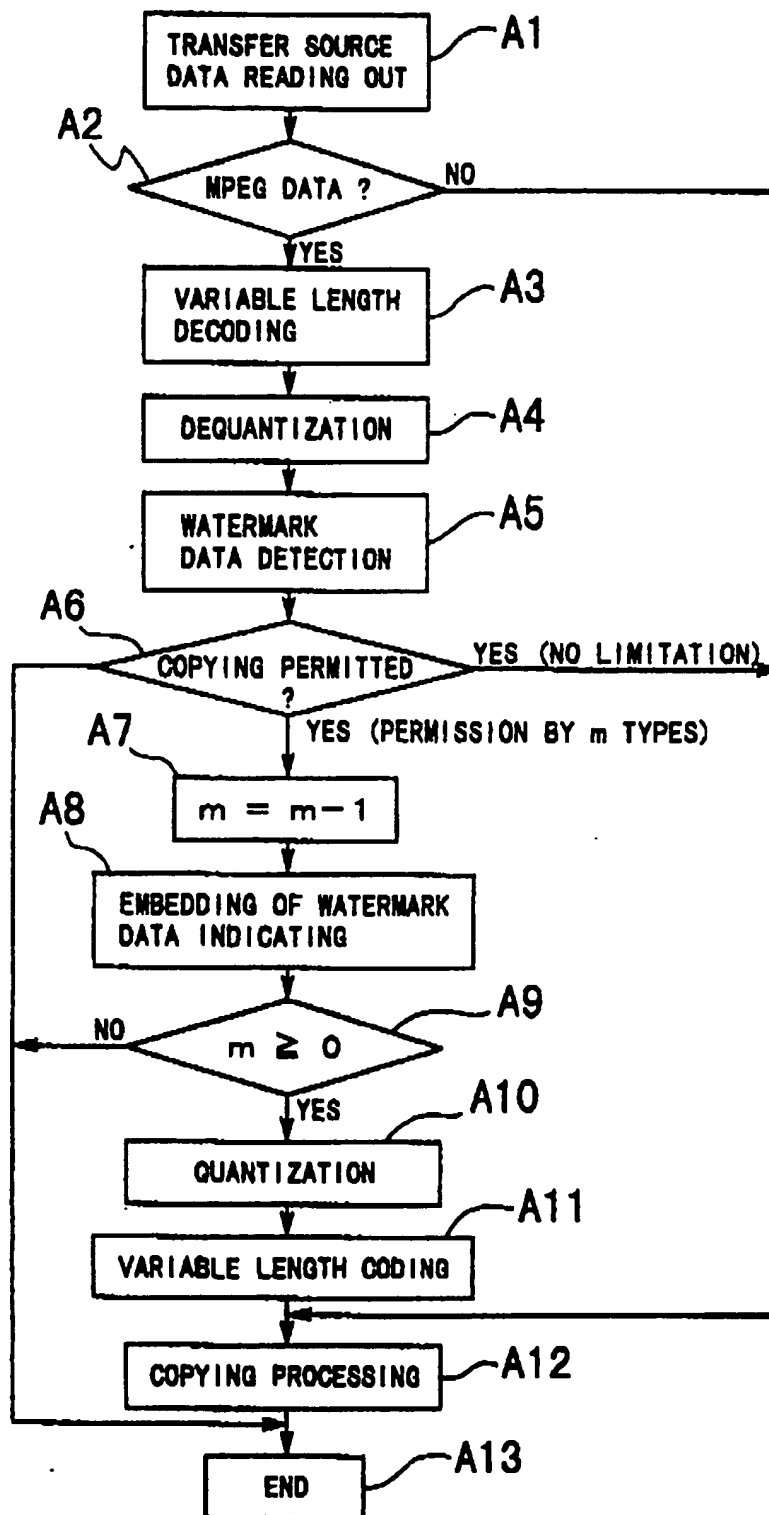 TRANSFER SOURCE
DATA READING OUT
A1
A2
MPEG DATA ?
NO
YES
VARIABLE LENGTH
DECODING
A3
DEQUANTIZATION
A4
WATERMARK
DATA DETECTION
A5
A6
COPYING PERMITTED
?
YES (NO LIMITATION)
YES (PERMISSION BY m TYPES)
A7
m = m-1
A8
EMBEDDING OF WATERMARK
DATA INDICATING
A9
NO
m ≧ 0
YES
A10
QUANTIZATION
A11
VARIABLE LENGTH CODING
COPYING PROCESSING
A12
END
A13